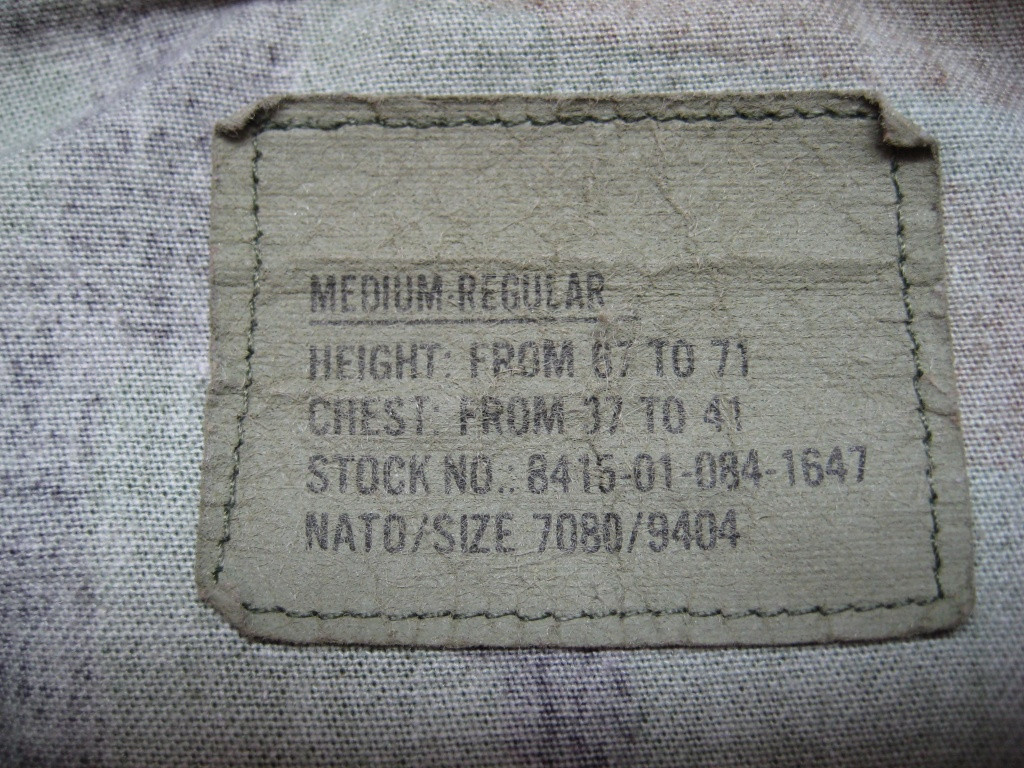 MEDIUM-REGULAR
HEIGHT: FROM 67 TO 71
CHEST: FROM 37 TO 41
STOCK NO.: 8415-01-084-1647
NATO/SIZE 7080/9404